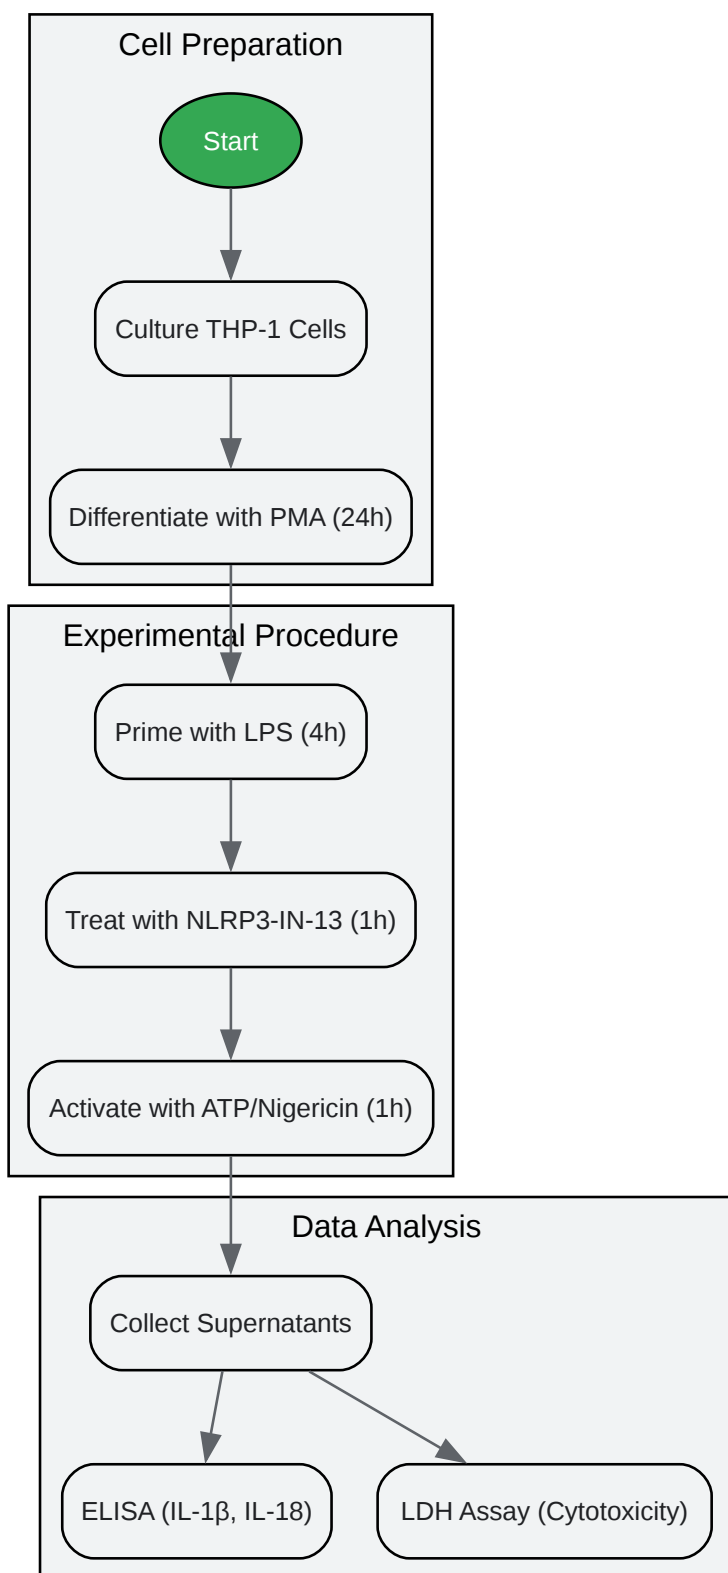 Cell Preparation
Start
Culture THP-1 Cells
Differentiate with PMA (24h)
Experimental Procedure
Prime with LPS (4h)
Treat with NLRP3-IN-13 (1h)
Activate with ATP/Nigericin (1h)
Data Analysis
Collect Supernatants
ELISA (IL-1β, IL-18)
LDH Assay (Cytotoxicity)